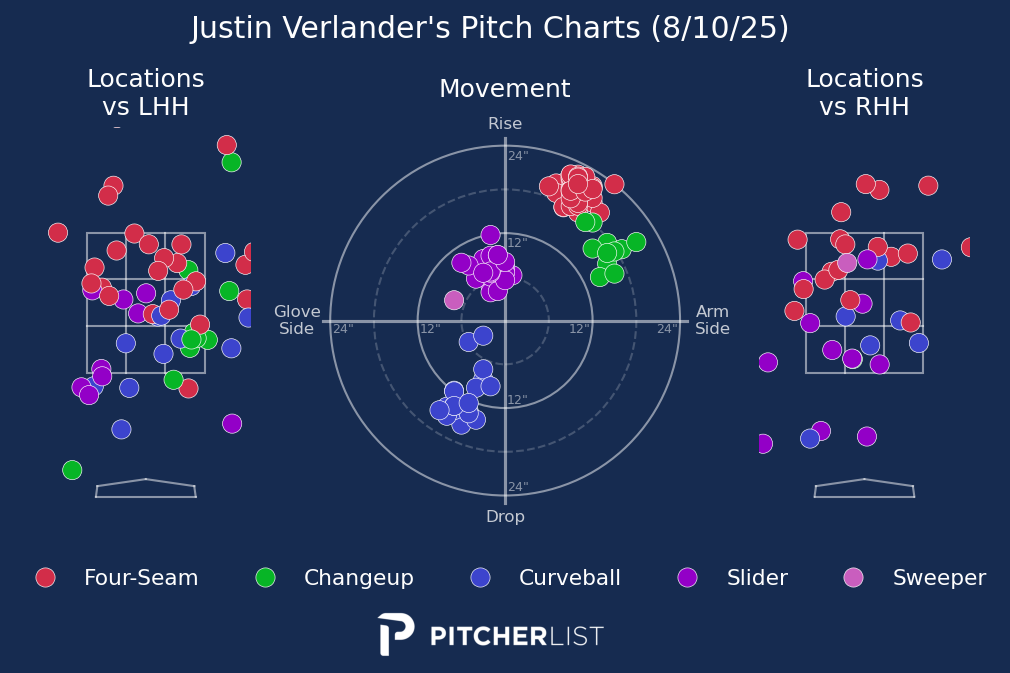 Justin Verlander's Pitch Charts (8/10/25)
Locations
vs LHH
Movement
Locations
vs RHH
Rise
24"
12"
Glove
Side
24"
12"
12"
24"
Arm
Side
12"
24"
Drop
Four-Seam
Changeup
Curveball
Slider
Sweeper
PITCHERLIST